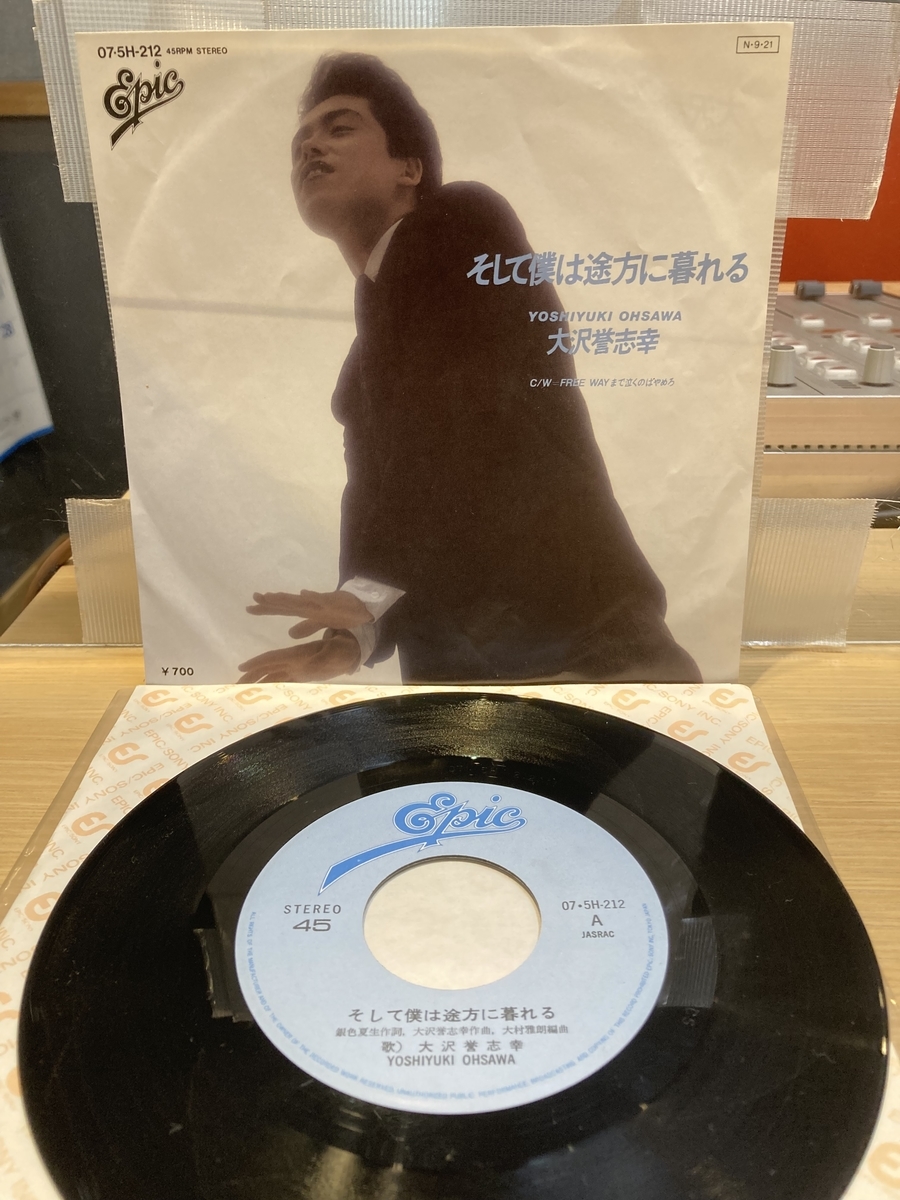 07・5H-212 45RPM STEREO
N・9・21
Epic
そして僕は途方に暮れる
YOSHIYUKI OHSAWA
大沢誉志幸
C/W=FREE WAYまで泣くのはやめろ
¥700
EPIC/SONY INC.
Epic
STEREO
45
07・5H-212
A
JASRAC
そして僕は途方に暮れる
銀色夏生作詞, 大沢誉志幸作曲, 大村雅朗編曲
歌） 大沢誉志幸
YOSHIYUKI OHSAWA